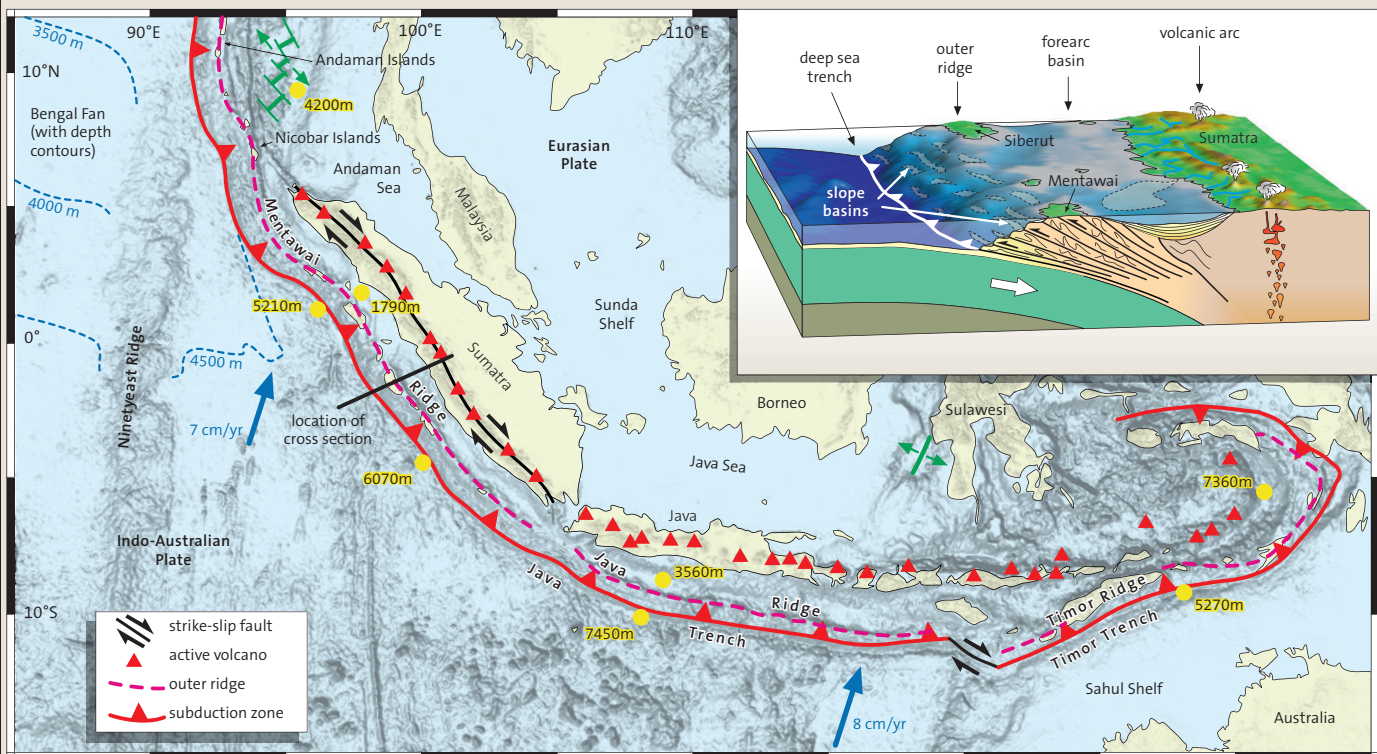 90°E
100°E
110°E
3500 m
10°N
Andaman Islands
4200m
Bengal Fan
(with depth
contours)
Nicobar Islands
Andaman
Sea
Eurasian
Plate
Malaysia
4000 m
Mentawai
5210m
1790m
Sunda
Shelf
0°
4500 m
Ninetyeast Ridge
Sumatra
Ridge
7 cm/yr
location of
cross section
Borneo
Sulawesi
Java Sea
6070m
7360m
Java
Indo-Australian
Plate
Java
Java
3560m
Ridge
Timor Ridge
5270m
10°S
7450m
Trench
Timor Trench
Sahul Shelf
8 cm/yr
Australia
strike-slip fault
active volcano
outer ridge
subduction zone
deep sea
trench
outer
ridge
forearc
basin
volcanic arc
Siberut
Sumatra
Mentawai
slope
basins